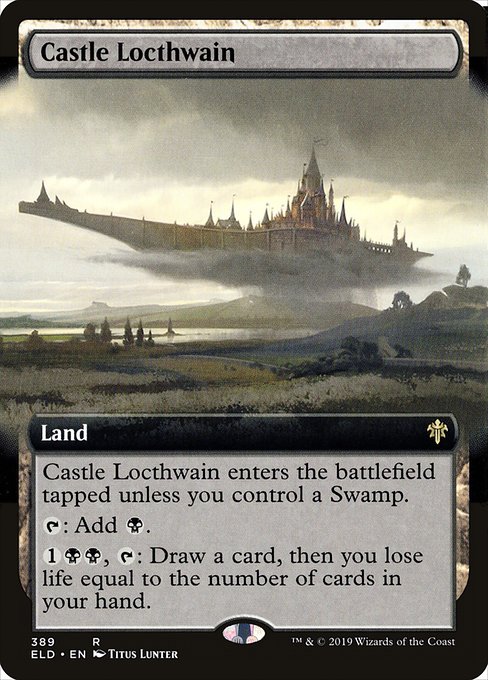 Castle Locthwain
Land
Castle Locthwain enters the battlefield
tapped unless you control a Swamp.
: Add .
1, : Draw a card, then you lose
life equal to the number of cards in
your hand.
389 R
ELD • EN Titus Lunter
™ & © 2019 Wizards of the Coast